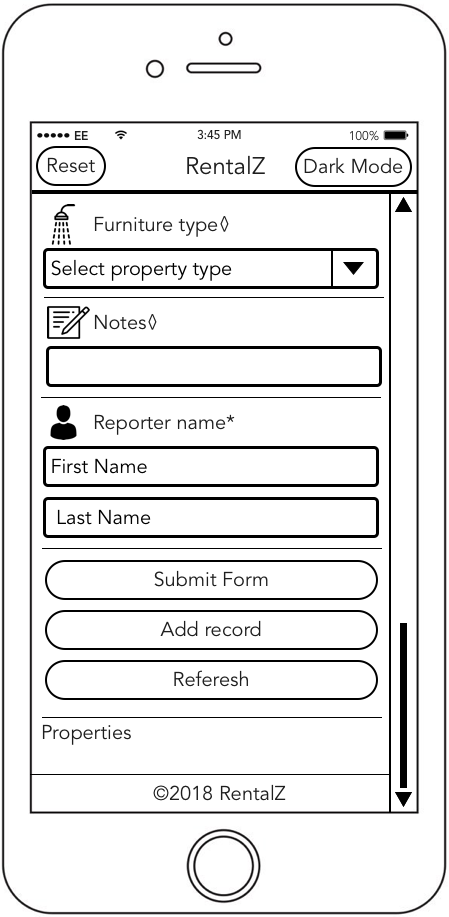 EE 3:45 PM 100%
Reset RentalZ Dark Mode
Furniture type◊
Select property type
Notes◊
Reporter name*
First Name
Last Name
Submit Form
Add record
Referesh
Properties
©2018 RentalZ